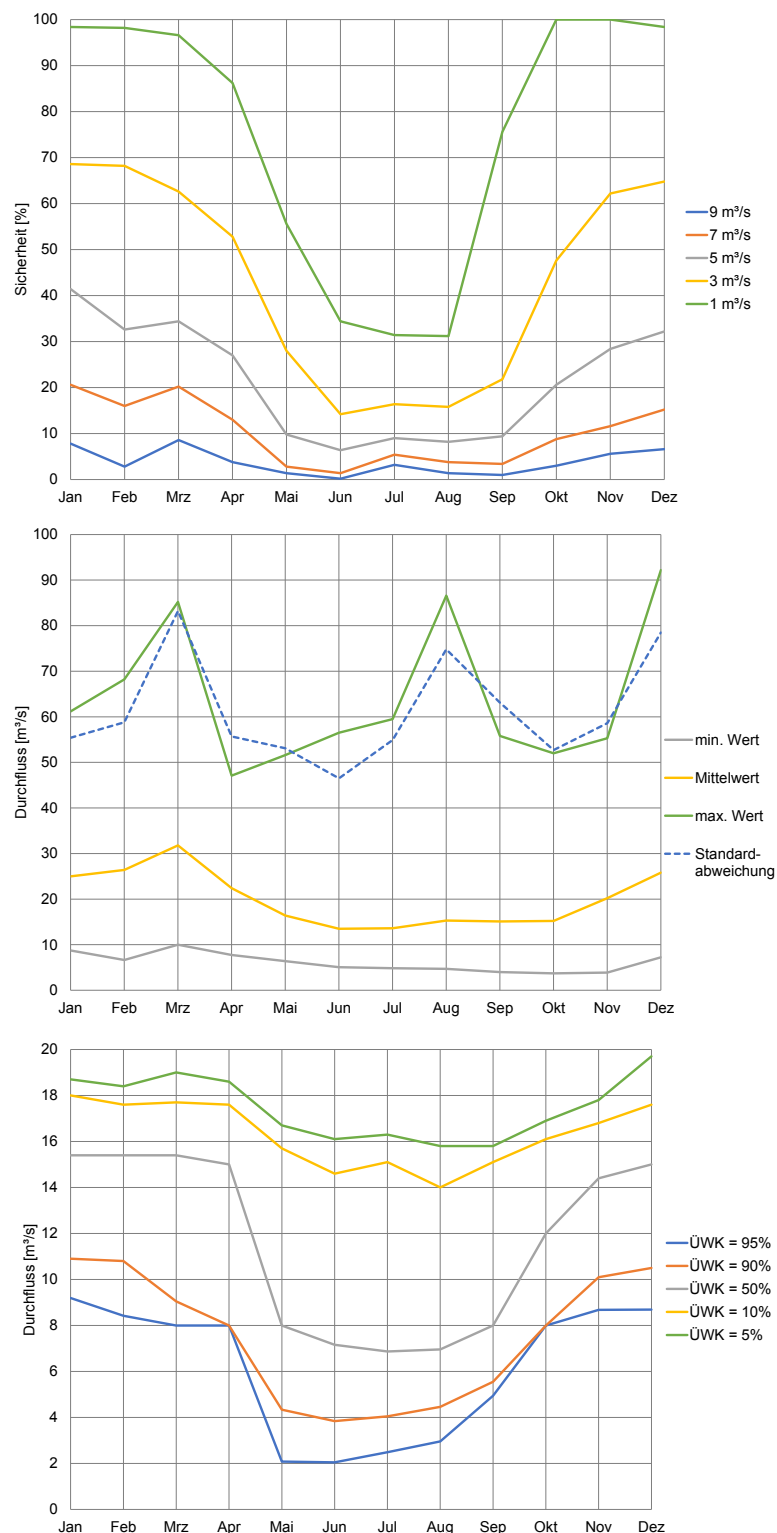 100
90
80
70
60
50
40
30
20
10
0
Sicherheit [%]
Jan Feb Mrz Apr Mai Jun Jul Aug Sep Okt Nov Dez
9 m³/s
7 m³/s
5 m³/s
3 m³/s
1 m³/s
100
90
80
70
60
50
40
30
20
10
0
Durchfluss [m³/s]
Jan Feb Mrz Apr Mai Jun Jul Aug Sep Okt Nov Dez
min. Wert
Mittelwert
max. Wert
Standard-
abweichung
20
18
16
14
12
10
8
6
4
2
0
Durchfluss [m³/s]
Jan Feb Mrz Apr Mai Jun Jul Aug Sep Okt Nov Dez
ÜWK = 95%
ÜWK = 90%
ÜWK = 50%
ÜWK = 10%
ÜWK = 5%